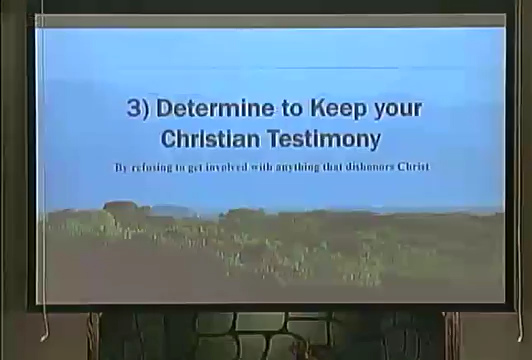 3) Determine to Keep your
Christian Testimony
By refusing to get involved with anything that dishonors Christ